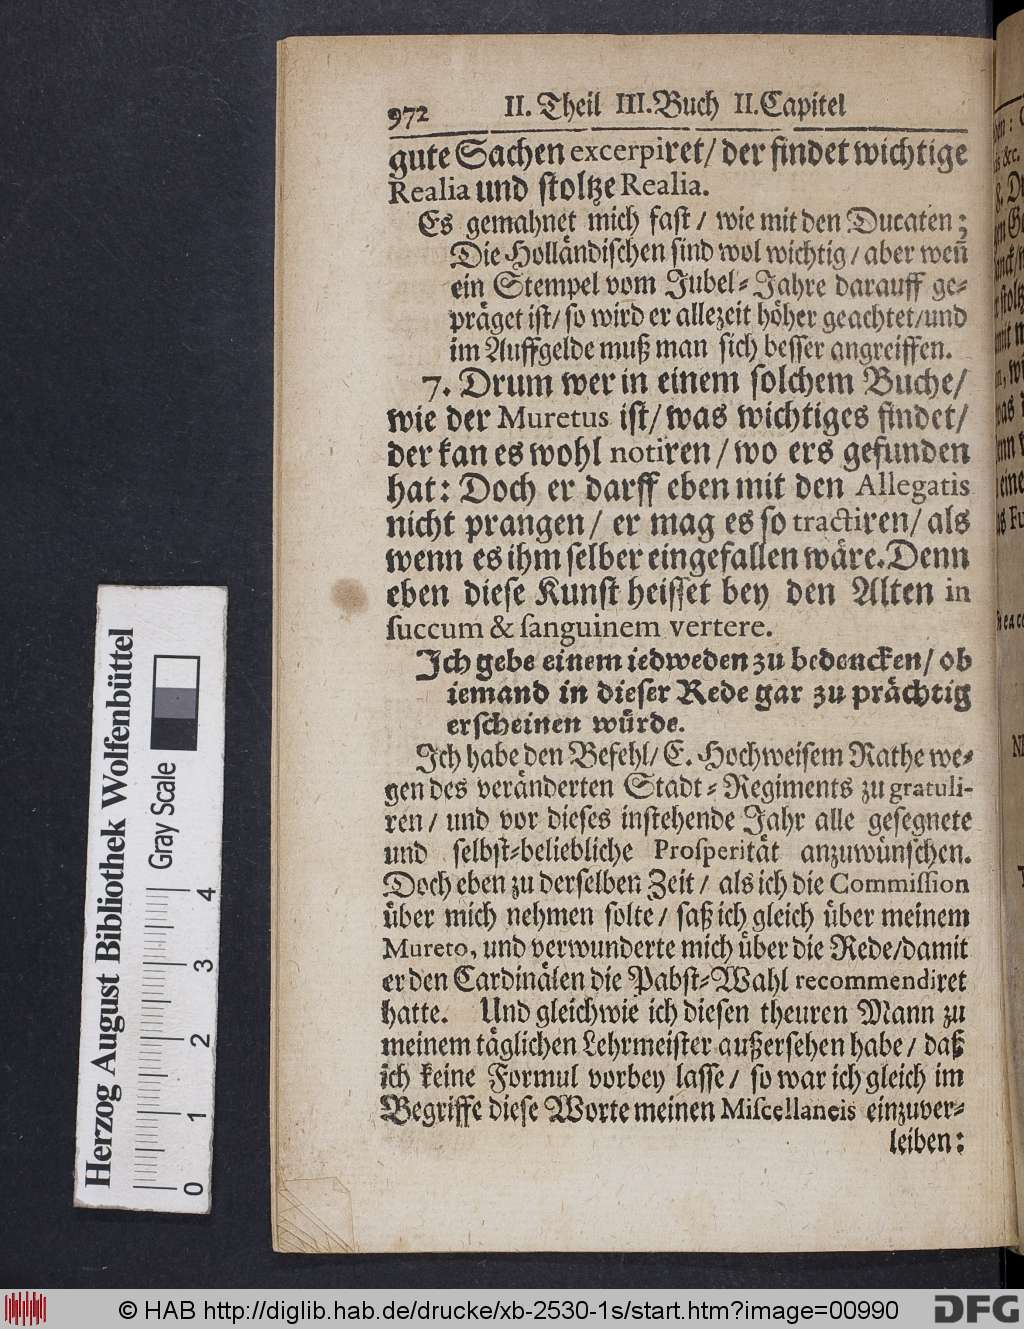 972 II. Theil III. Buch II. Capitel
gute Sachen excerpiret/ der findet wichtige
Realia und stoltze Realia.
Es gemahnet mich fast / wie mit den Ducaten;
Die Holländischen sind wol wichtig / aber weñ
ein Stempel vom Jubel-Jahre darauff ge-
präget ist/ so wird er allezeit höher geachtet/und
im Auffgelde muß man sich besser angreiffen.
7. Drum wer in einem solchem Buche/
wie der Muretus ist/ was wichtiges findet/
der kan es wohl notiren / wo ers gefunden
hat: Doch er darff eben mit den Allegatis
nicht prangen / er mag es so tractiren/ als
wenn es ihm selber eingefallen wäre. Denn
eben diese Kunst heisset bey den Alten in
succum & sanguinem vertere.
Ich gebe einem iedweden zu bedencken/ ob
iemand in dieser Rede gar zu prächtig
erscheinen würde.
Ich habe den Befehl/ E. Hochweisem Rathe we-
gen des veränderten Stadt-Regiments zu gratuli-
ren / und vor dieses instehende Jahr alle gesegnete
und selbst-beliebliche Prosperität anzuwünschen.
Doch eben zu derselben Zeit / als ich die Commission
über mich nehmen solte / saß ich gleich über meinem
Mureto, und verwunderte mich über die Rede/damit
er den Cardinälen die Pabst-Wahl recommendiret
hatte. Und gleichwie ich diesen theuren Mann zu
meinem täglichen Lehrmeister außersehen habe / daß
ich keine Formul vorbey lasse / so war ich gleich im
Begriffe diese Worte meinen Miscellaneis einzuver-
leiben:
Herzog August Bibliothek Wolfenbüttel
Gray Scale
0 1 2 3 4
© HAB http://diglib.hab.de/drucke/xb-2530-1s/start.htm?image=00990
DFG